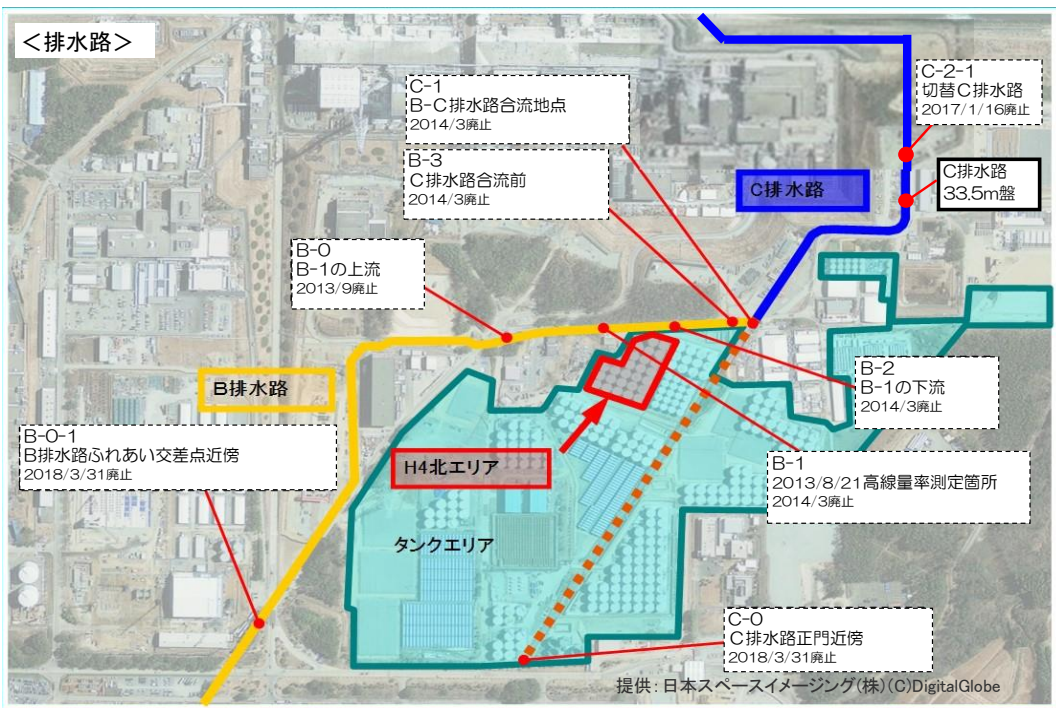 ＜排水路＞
C-1
B-C排水路合流地点
2014/3廃止
C-2-1
切替C排水路
2017/1/16廃止
B-3
C排水路合流前
2014/3廃止
C排水路
C排水路
33.5m盤
B-0
B-1の上流
2013/9廃止
B-2
B-1の下流
2014/3廃止
B排水路
B-0-1
B排水路ふれあい交差点近傍
2018/3/31廃止
H4北エリア
B-1
2013/8/21高線量率測定箇所
2014/3廃止
タンクエリア
C-0
C排水路正門近傍
2018/3/31廃止
提供：日本スペースイメージング(株)(C)DigitalGlobe